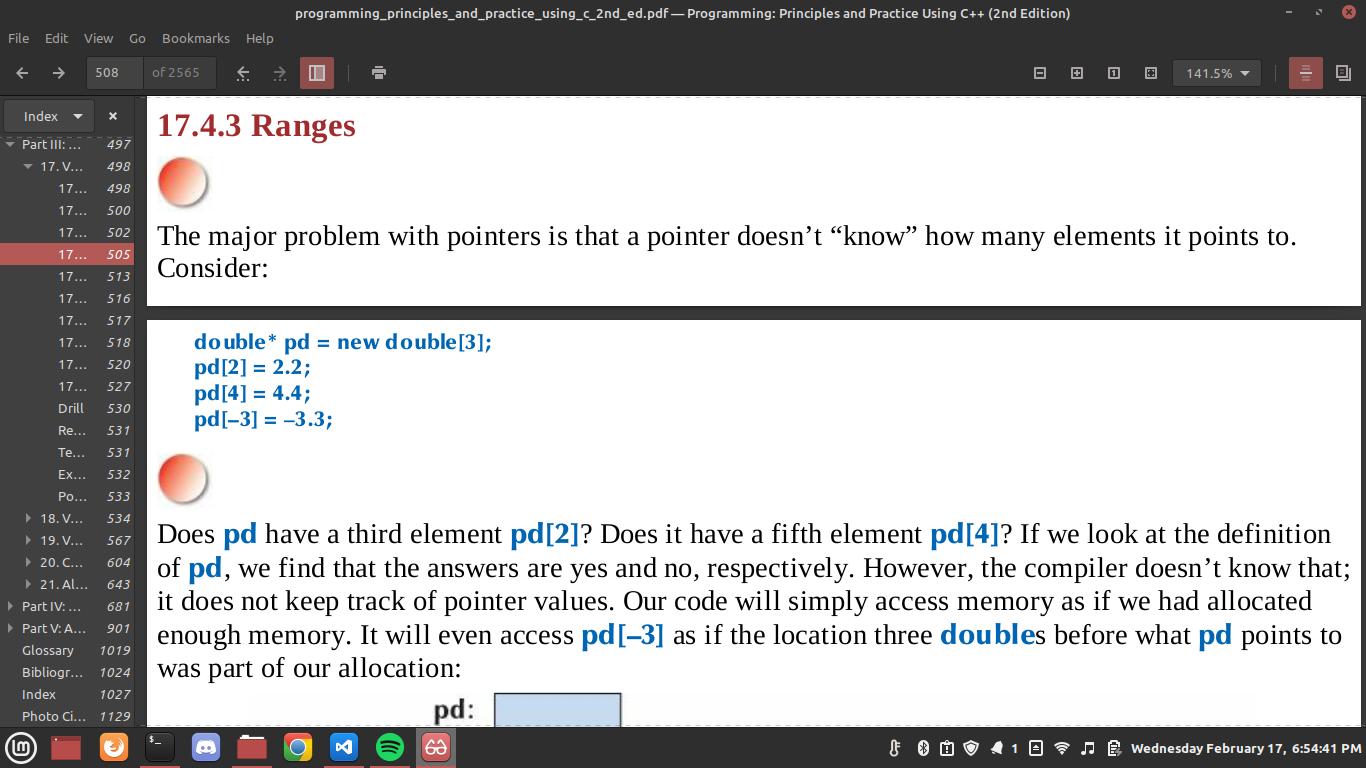 programming_principles_and_practice_using_c_2nd_ed.pdf — Programming: Principles and Practice Using C++ (2nd Edition)
File Edit View Go Bookmarks Help
508 of 2565 141.5%
Index
Part III: ... 497
17. V... 498
17... 498
17... 500
17... 502
17... 505
17... 513
17... 516
17... 517
17... 518
17... 520
17... 527
Drill 530
Re... 531
Te... 531
Ex... 532
Po... 533
18. V... 534
19. V... 567
20. C... 604
21. Al... 643
Part IV: ... 681
Part V: A... 901
Glossary 1019
Bibliogr... 1024
Index 1027
Photo Ci... 1129
17.4.3 Ranges
The major problem with pointers is that a pointer doesn’t “know” how many elements it points to.
Consider:
double* pd = new double[3];
pd[2] = 2.2;
pd[4] = 4.4;
pd[–3] = –3.3;
Does pd have a third element pd[2]? Does it have a fifth element pd[4]? If we look at the definition
of pd, we find that the answers are yes and no, respectively. However, the compiler doesn’t know that;
it does not keep track of pointer values. Our code will simply access memory as if we had allocated
enough memory. It will even access pd[–3] as if the location three doubles before what pd points to
was part of our allocation:
pd:
1 Wednesday February 17, 6:54:41 PM